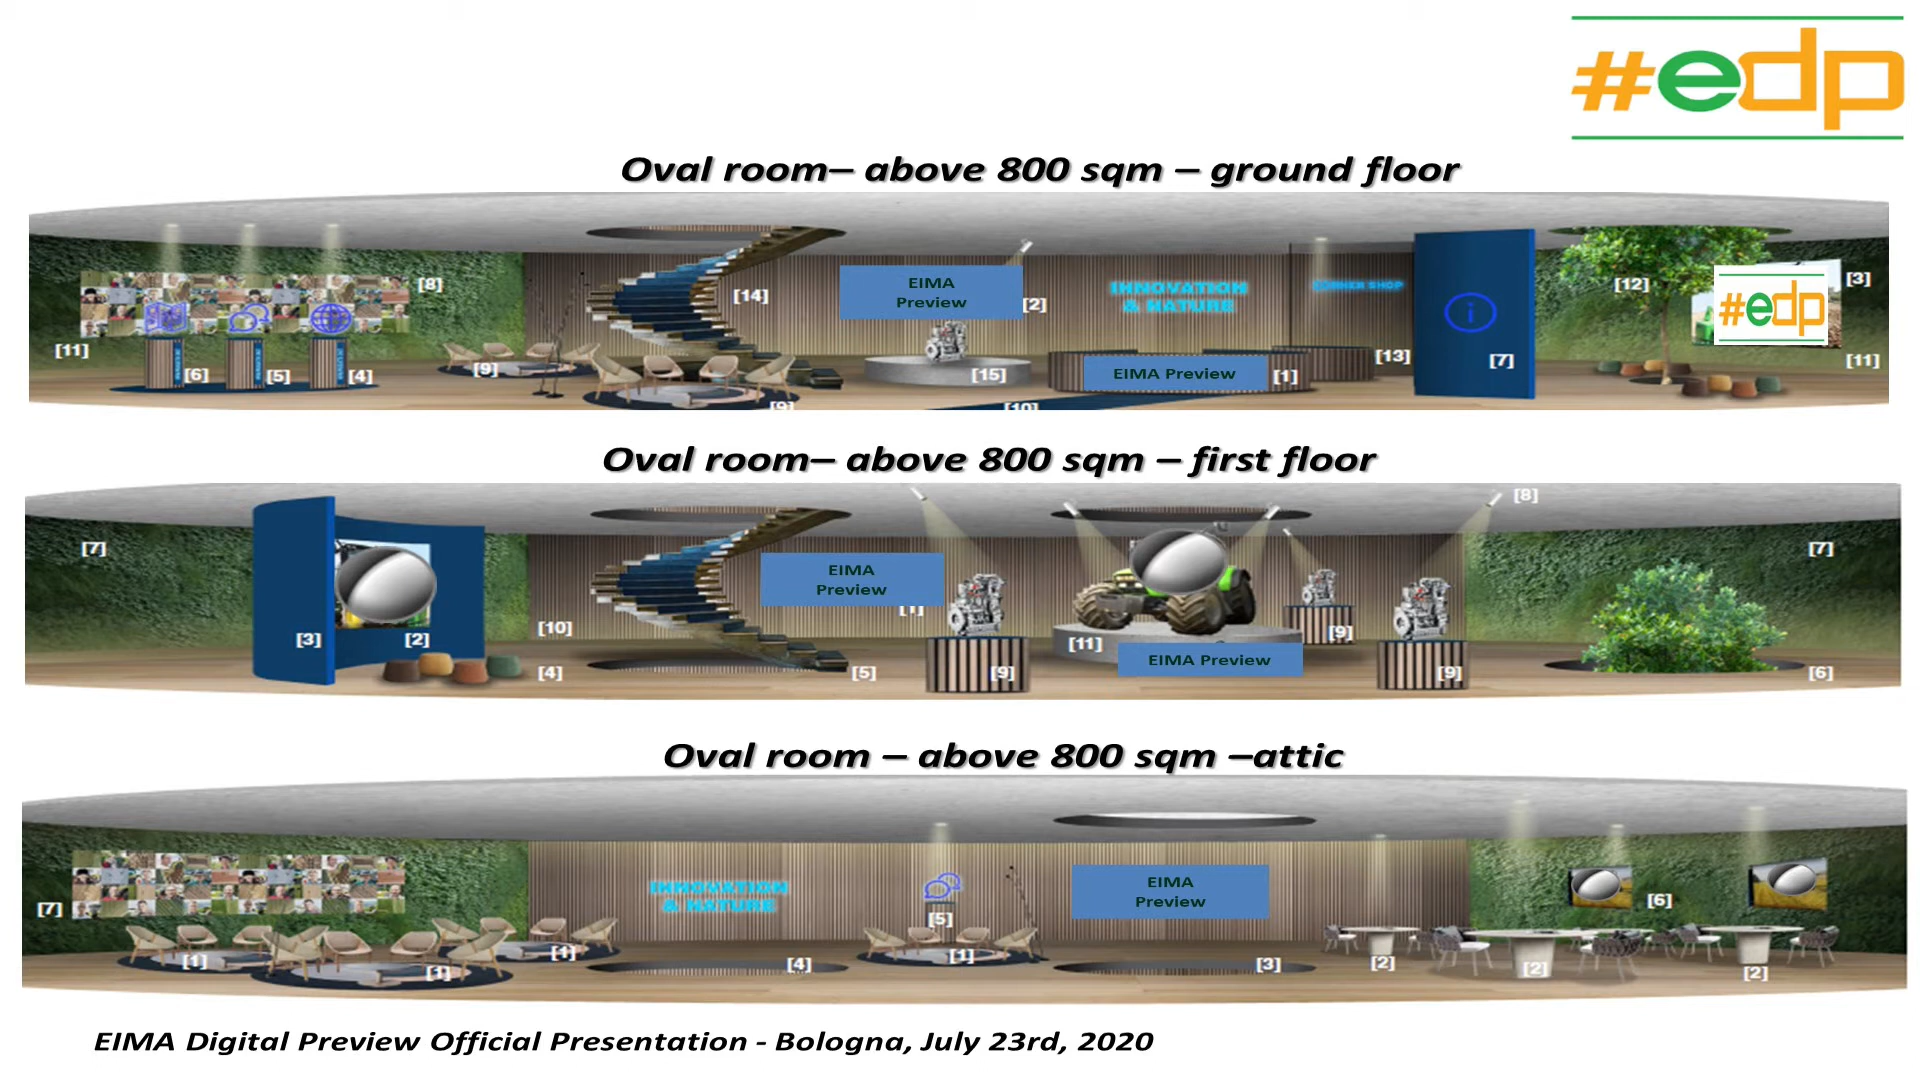 #edp
Oval room– above 800 sqm – ground floor
[8]
[14]
EIMA
Preview
[2]
INNOVATION
& NATURE
CORNER SHOP
[12]
[3]
#edp
[11]
[6]
[5]
[4]
[9]
[15]
EIMA Preview
[1]
[13]
[7]
[11]
[9]
[10]
Oval room– above 800 sqm – first floor
[8]
[7]
EIMA
Preview
[1]
[7]
[3]
[2]
[10]
[11]
[9]
EIMA Preview
[4]
[5]
[9]
[9]
[6]
Oval room – above 800 sqm –attic
INNOVATION
& NATURE
EIMA
Preview
[7]
[5]
[6]
[1]
[1]
[1]
[4]
[1]
[3]
[2]
[2]
[2]
EIMA Digital Preview Official Presentation - Bologna, July 23rd, 2020